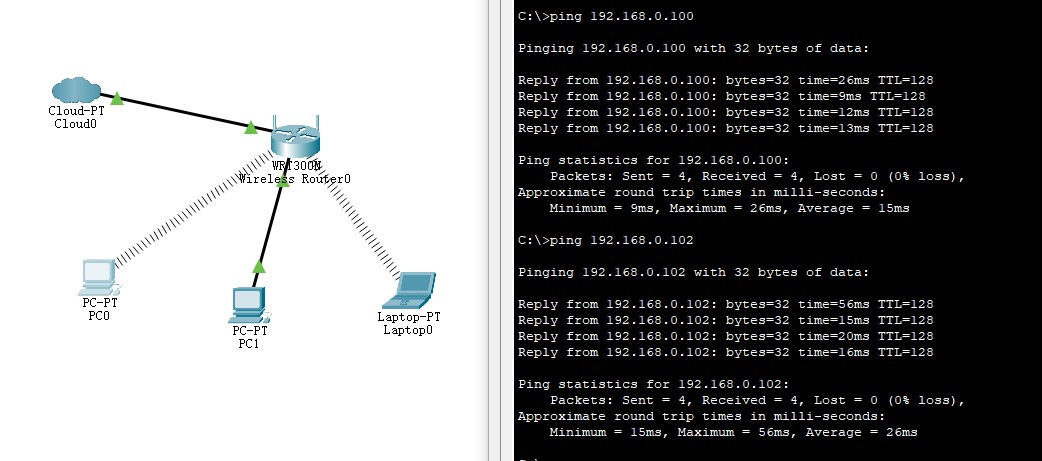 Cloud-PT
Cloud0
WRT300N
Wireless Router0
PC-PT
PC0
PC-PT
PC1
Laptop-PT
Laptop0
C:\>ping 192.168.0.100
Pinging 192.168.0.100 with 32 bytes of data:
Reply from 192.168.0.100: bytes=32 time=26ms TTL=128
Reply from 192.168.0.100: bytes=32 time=9ms TTL=128
Reply from 192.168.0.100: bytes=32 time=12ms TTL=128
Reply from 192.168.0.100: bytes=32 time=13ms TTL=128
Ping statistics for 192.168.0.100:
Packets: Sent = 4, Received = 4, Lost = 0 (0% loss),
Approximate round trip times in milli-seconds:
Minimum = 9ms, Maximum = 26ms, Average = 15ms
C:\>ping 192.168.0.102
Pinging 192.168.0.102 with 32 bytes of data:
Reply from 192.168.0.102: bytes=32 time=56ms TTL=128
Reply from 192.168.0.102: bytes=32 time=15ms TTL=128
Reply from 192.168.0.102: bytes=32 time=20ms TTL=128
Reply from 192.168.0.102: bytes=32 time=16ms TTL=128
Ping statistics for 192.168.0.102:
Packets: Sent = 4, Received = 4, Lost = 0 (0% loss),
Approximate round trip times in milli-seconds:
Minimum = 15ms, Maximum = 56ms, Average = 26ms